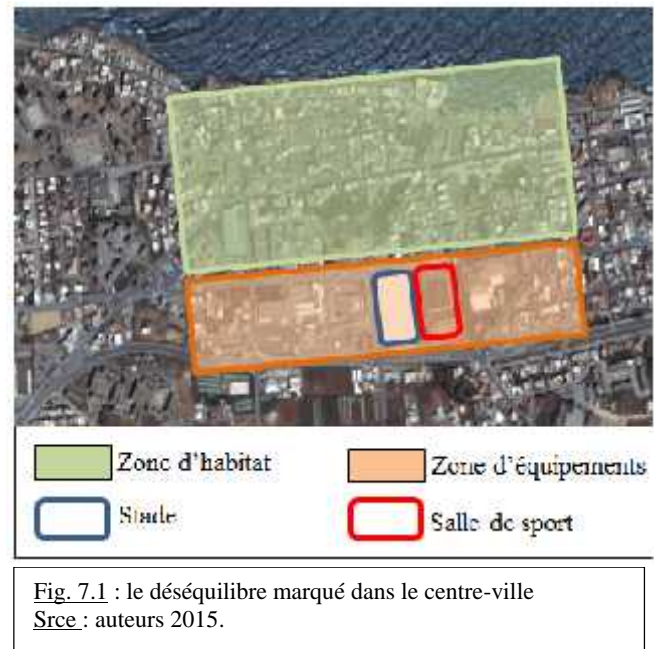 Zone d'habitat
Zone d'équipements
Stade
Salle de sport
Fig. 7.1 : le déséquilibre marqué dans le centre-ville
Srce : auteurs 2015.